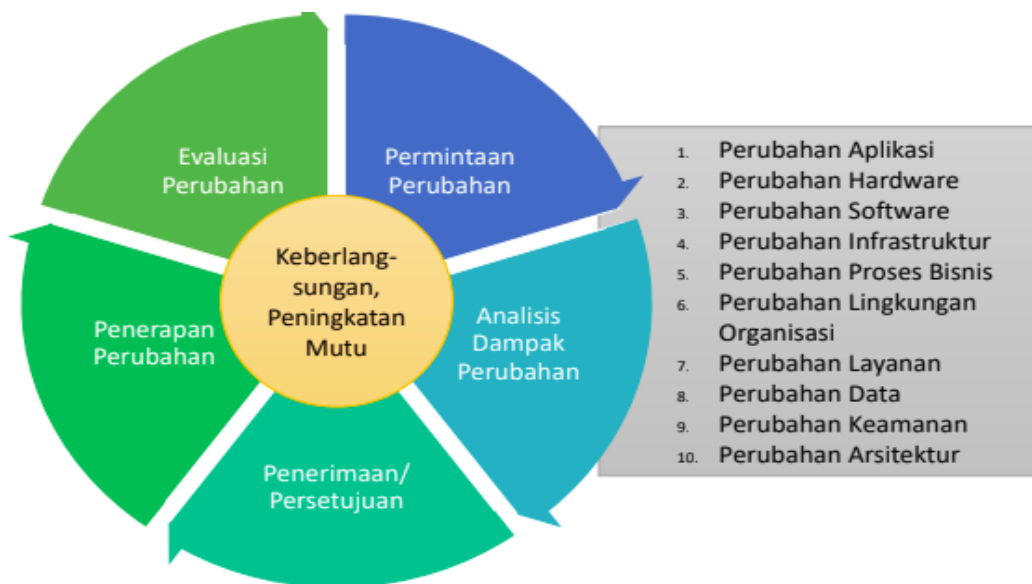 Evaluasi
Perubahan
Permintaan
Perubahan
Keberlang-
sungan,
Peningkatan
Mutu
Penerapan
Perubahan
Analisis
Dampak
Perubahan
Penerimaan/
Persetujuan
1. Perubahan Aplikasi
2. Perubahan Hardware
3. Perubahan Software
4. Perubahan Infrastruktur
5. Perubahan Proses Bisnis
6. Perubahan Lingkungan
Organisasi
7. Perubahan Layanan
8. Perubahan Data
9. Perubahan Keamanan
10. Perubahan Arsitektur